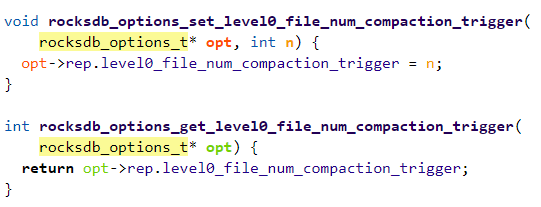 void rocksdb_options_set_level0_file_num_compaction_trigger(
    rocksdb_options_t* opt, int n) {
  opt->rep.level0_file_num_compaction_trigger = n;
}

int rocksdb_options_get_level0_file_num_compaction_trigger(
    rocksdb_options_t* opt) {
  return opt->rep.level0_file_num_compaction_trigger;
}